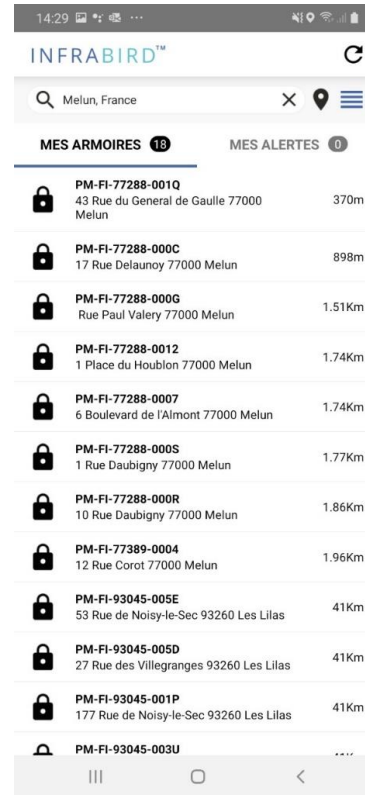 14:29
INFRABIRD™
Melun, France
MES ARMOIRES 18
MES ALERTES 0
PM-FI-77288-001Q
43 Rue du General de Gaulle 77000
Melun
370m
PM-FI-77288-000C
17 Rue Delaunoy 77000 Melun
898m
PM-FI-77288-000G
Rue Paul Valery 77000 Melun
1.51Km
PM-FI-77288-0012
1 Place du Houblon 77000 Melun
1.74Km
PM-FI-77288-0007
6 Boulevard de l'Almont 77000 Melun
1.74Km
PM-FI-77288-000S
1 Rue Daubigny 77000 Melun
1.77Km
PM-FI-77288-000R
10 Rue Daubigny 77000 Melun
1.86Km
PM-FI-77389-0004
12 Rue Corot 77000 Melun
1.96Km
PM-FI-93045-005E
53 Rue de Noisy-le-Sec 93260 Les Lilas
41Km
PM-FI-93045-005D
27 Rue des Villegranges 93260 Les Lilas
41Km
PM-FI-93045-001P
177 Rue de Noisy-le-Sec 93260 Les Lilas
41Km
PM-FI-93045-003U